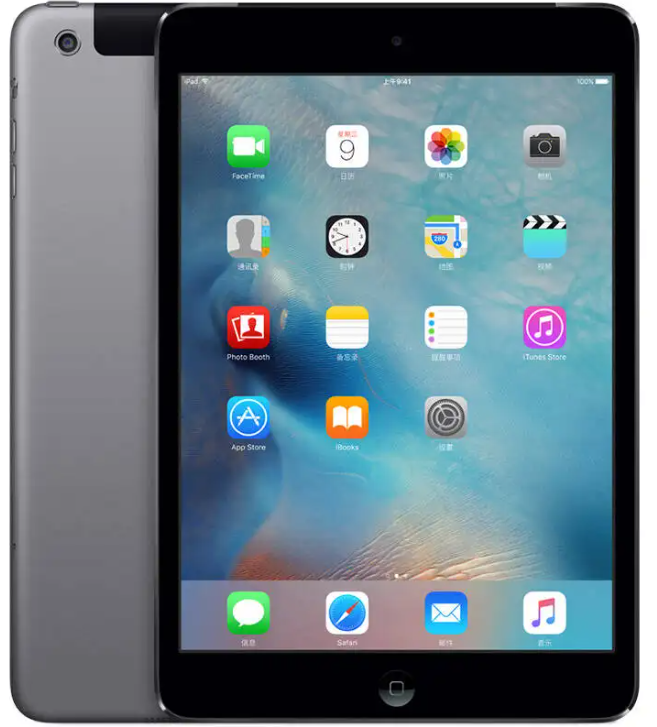 iPad
上午9:41
100%
FaceTime
星期三
9
日历
照片
相机
通讯录
时钟
280
地图
视频
Photo Booth
备忘录
提醒事项
iTunes Store
App Store
iBooks
设置
信息
Safari
邮件
音乐